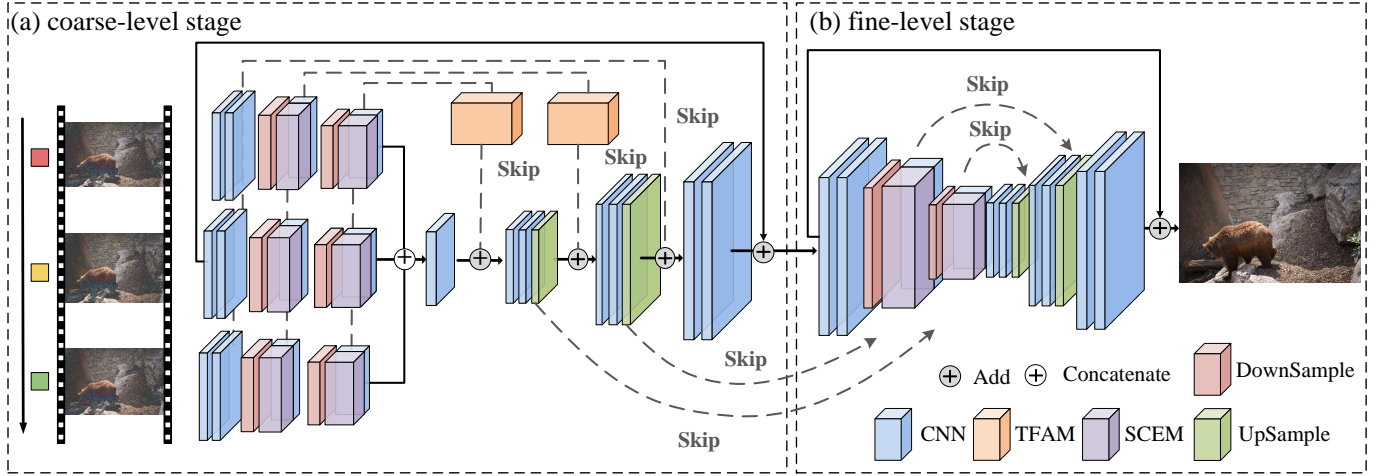 (a) coarse-level stage
(b) fine-level stage
Skip
Skip
Skip
Skip
Skip
Skip
Skip
Add
Concatenate
DownSample
CNN
TFAM
SCEM
UpSample